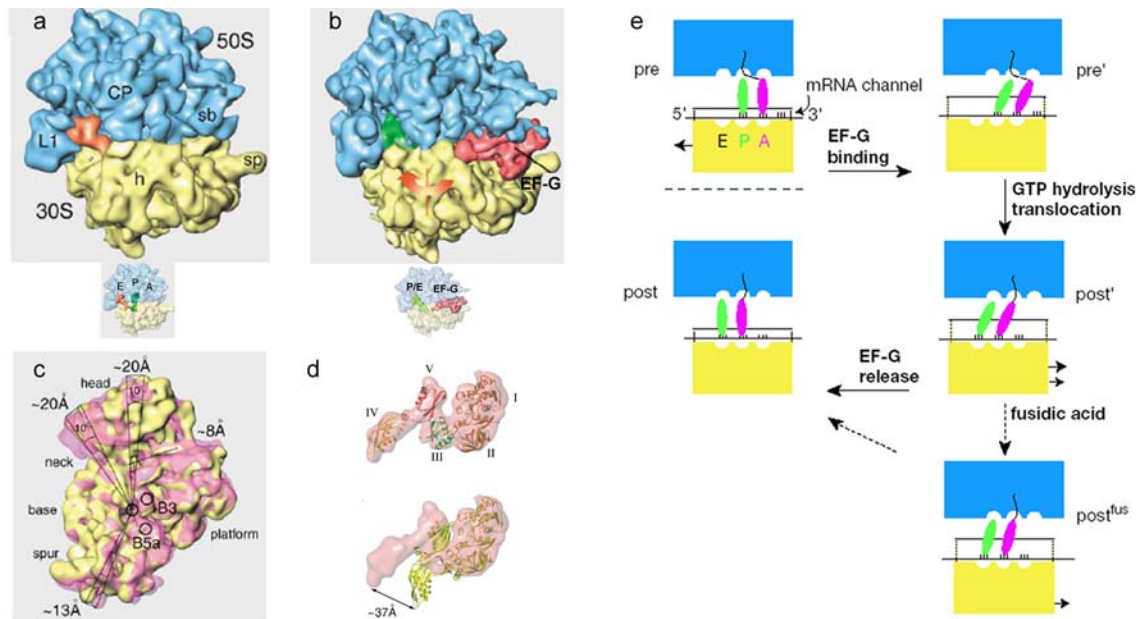 a
50S
CP
L1
sb
sp
h
30S
E P A
b
EF-G
P/E EF-G
c
~20Å
head
10
~20Å
10
~8Å
neck
base
B3
B5a
platform
spur
~13Å
d
V
IV
I
III
II
~37Å
e
pre
mRNA channel
5'
3'
E P A
EF-G
binding
pre'
GTP hydrolysis
translocation
post
post'
EF-G
release
fusidic acid
post^fus